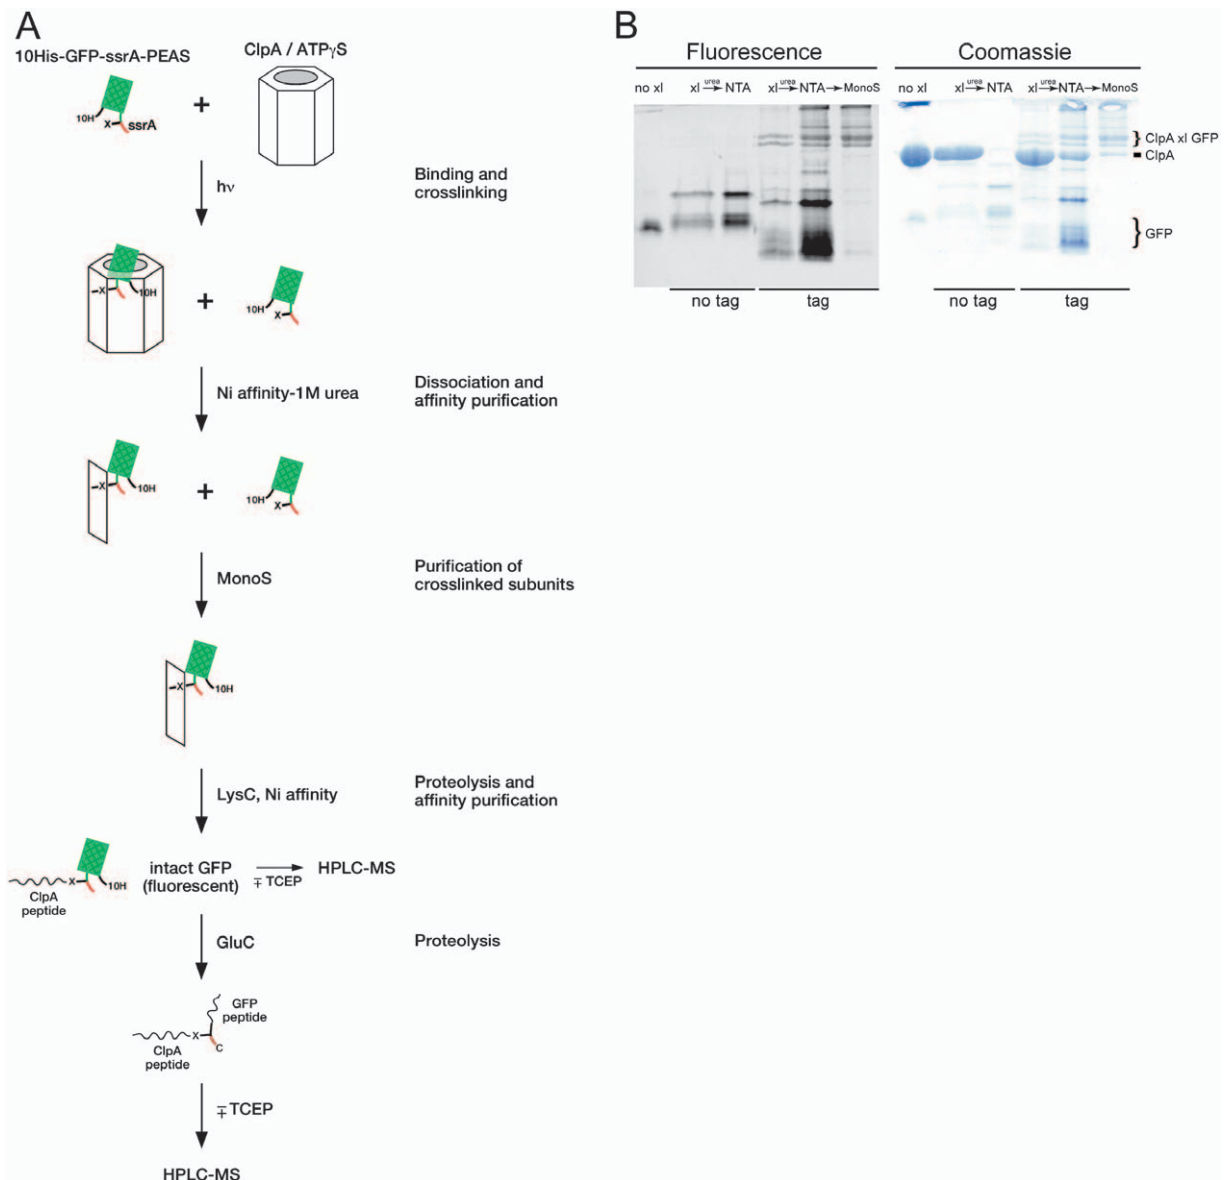 A
10His-GFP-ssrA-PEAS
ClpA / ATPγS
10H
X
ssrA
+
hν
Binding and
crosslinking
X
10H
+
10H
X
Ni affinity-1M urea
Dissociation and
affinity purification
X
10H
+
10H
X
MonoS
Purification of
crosslinked subunits
X
10H
LysC, Ni affinity
Proteolysis and
affinity purification
ClpA
peptide
X
10H
intact GFP
(fluorescent)
∓ TCEP
HPLC-MS
GluC
Proteolysis
GFP
peptide
X
C
ClpA
peptide
∓ TCEP
HPLC-MS
B
Fluorescence
Coomassie
no xl xl urea → NTA xl urea → NTA → MonoS
no xl xl urea → NTA xl urea → NTA → MonoS
} ClpA xl GFP
ClpA
} GFP
no tag
tag
no tag
tag